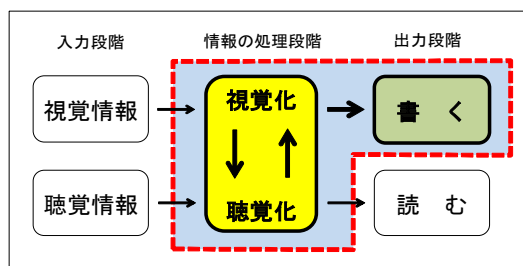 入力段階
情報の処理段階
出力段階
視覚情報
視覚化
書　く
聴覚情報
聴覚化
読　む